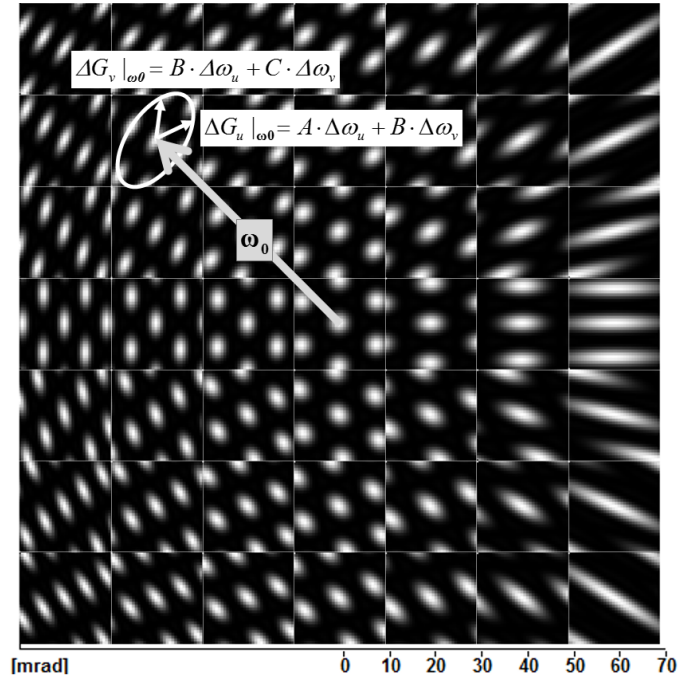 ΔG_v |_ω0 = B · Δω_u + C · Δω_v
ΔG_u |_ω0 = A · Δω_u + B · Δω_v
ω_0
[mrad] 0 10 20 30 40 50 60 70